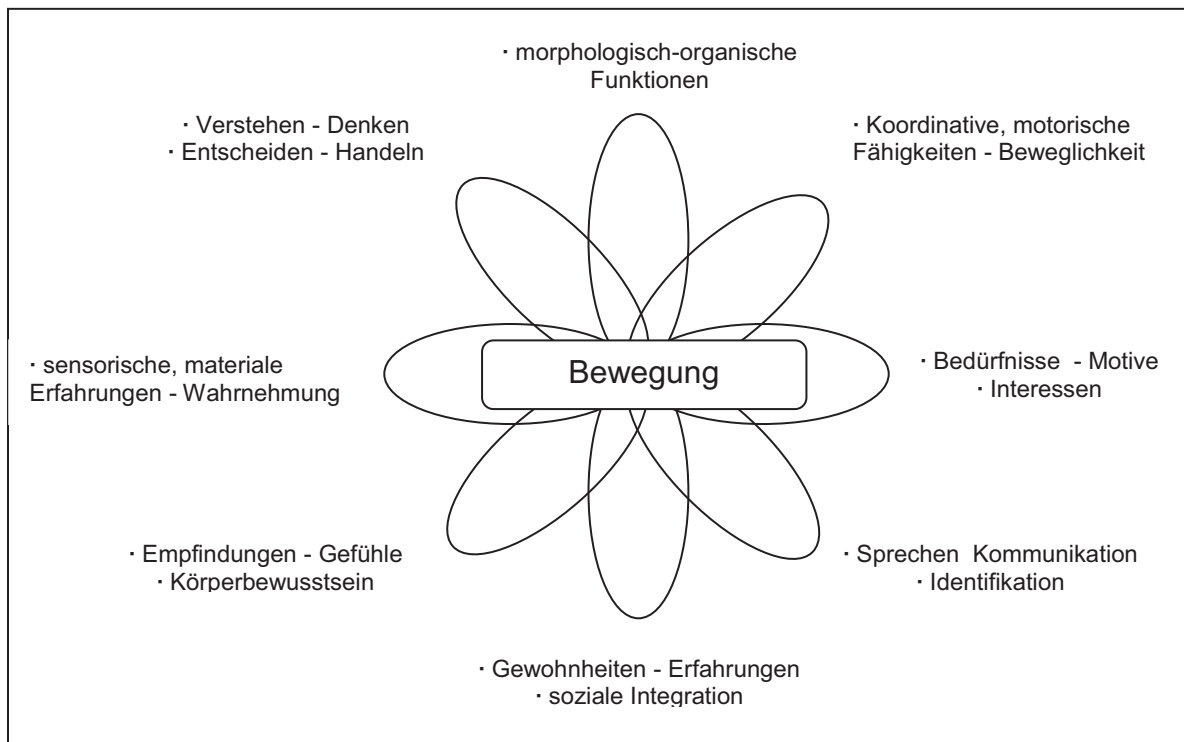 · morphologisch-organische
Funktionen
· Verstehen - Denken
· Entscheiden - Handeln
· Koordinative, motorische
Fähigkeiten - Beweglichkeit
· sensorische, materiale
Erfahrungen - Wahrnehmung
Bewegung
· Bedürfnisse - Motive
· Interessen
· Empfindungen - Gefühle
· Körperbewusstsein
· Sprechen Kommunikation
· Identifikation
· Gewohnheiten - Erfahrungen
· soziale Integration